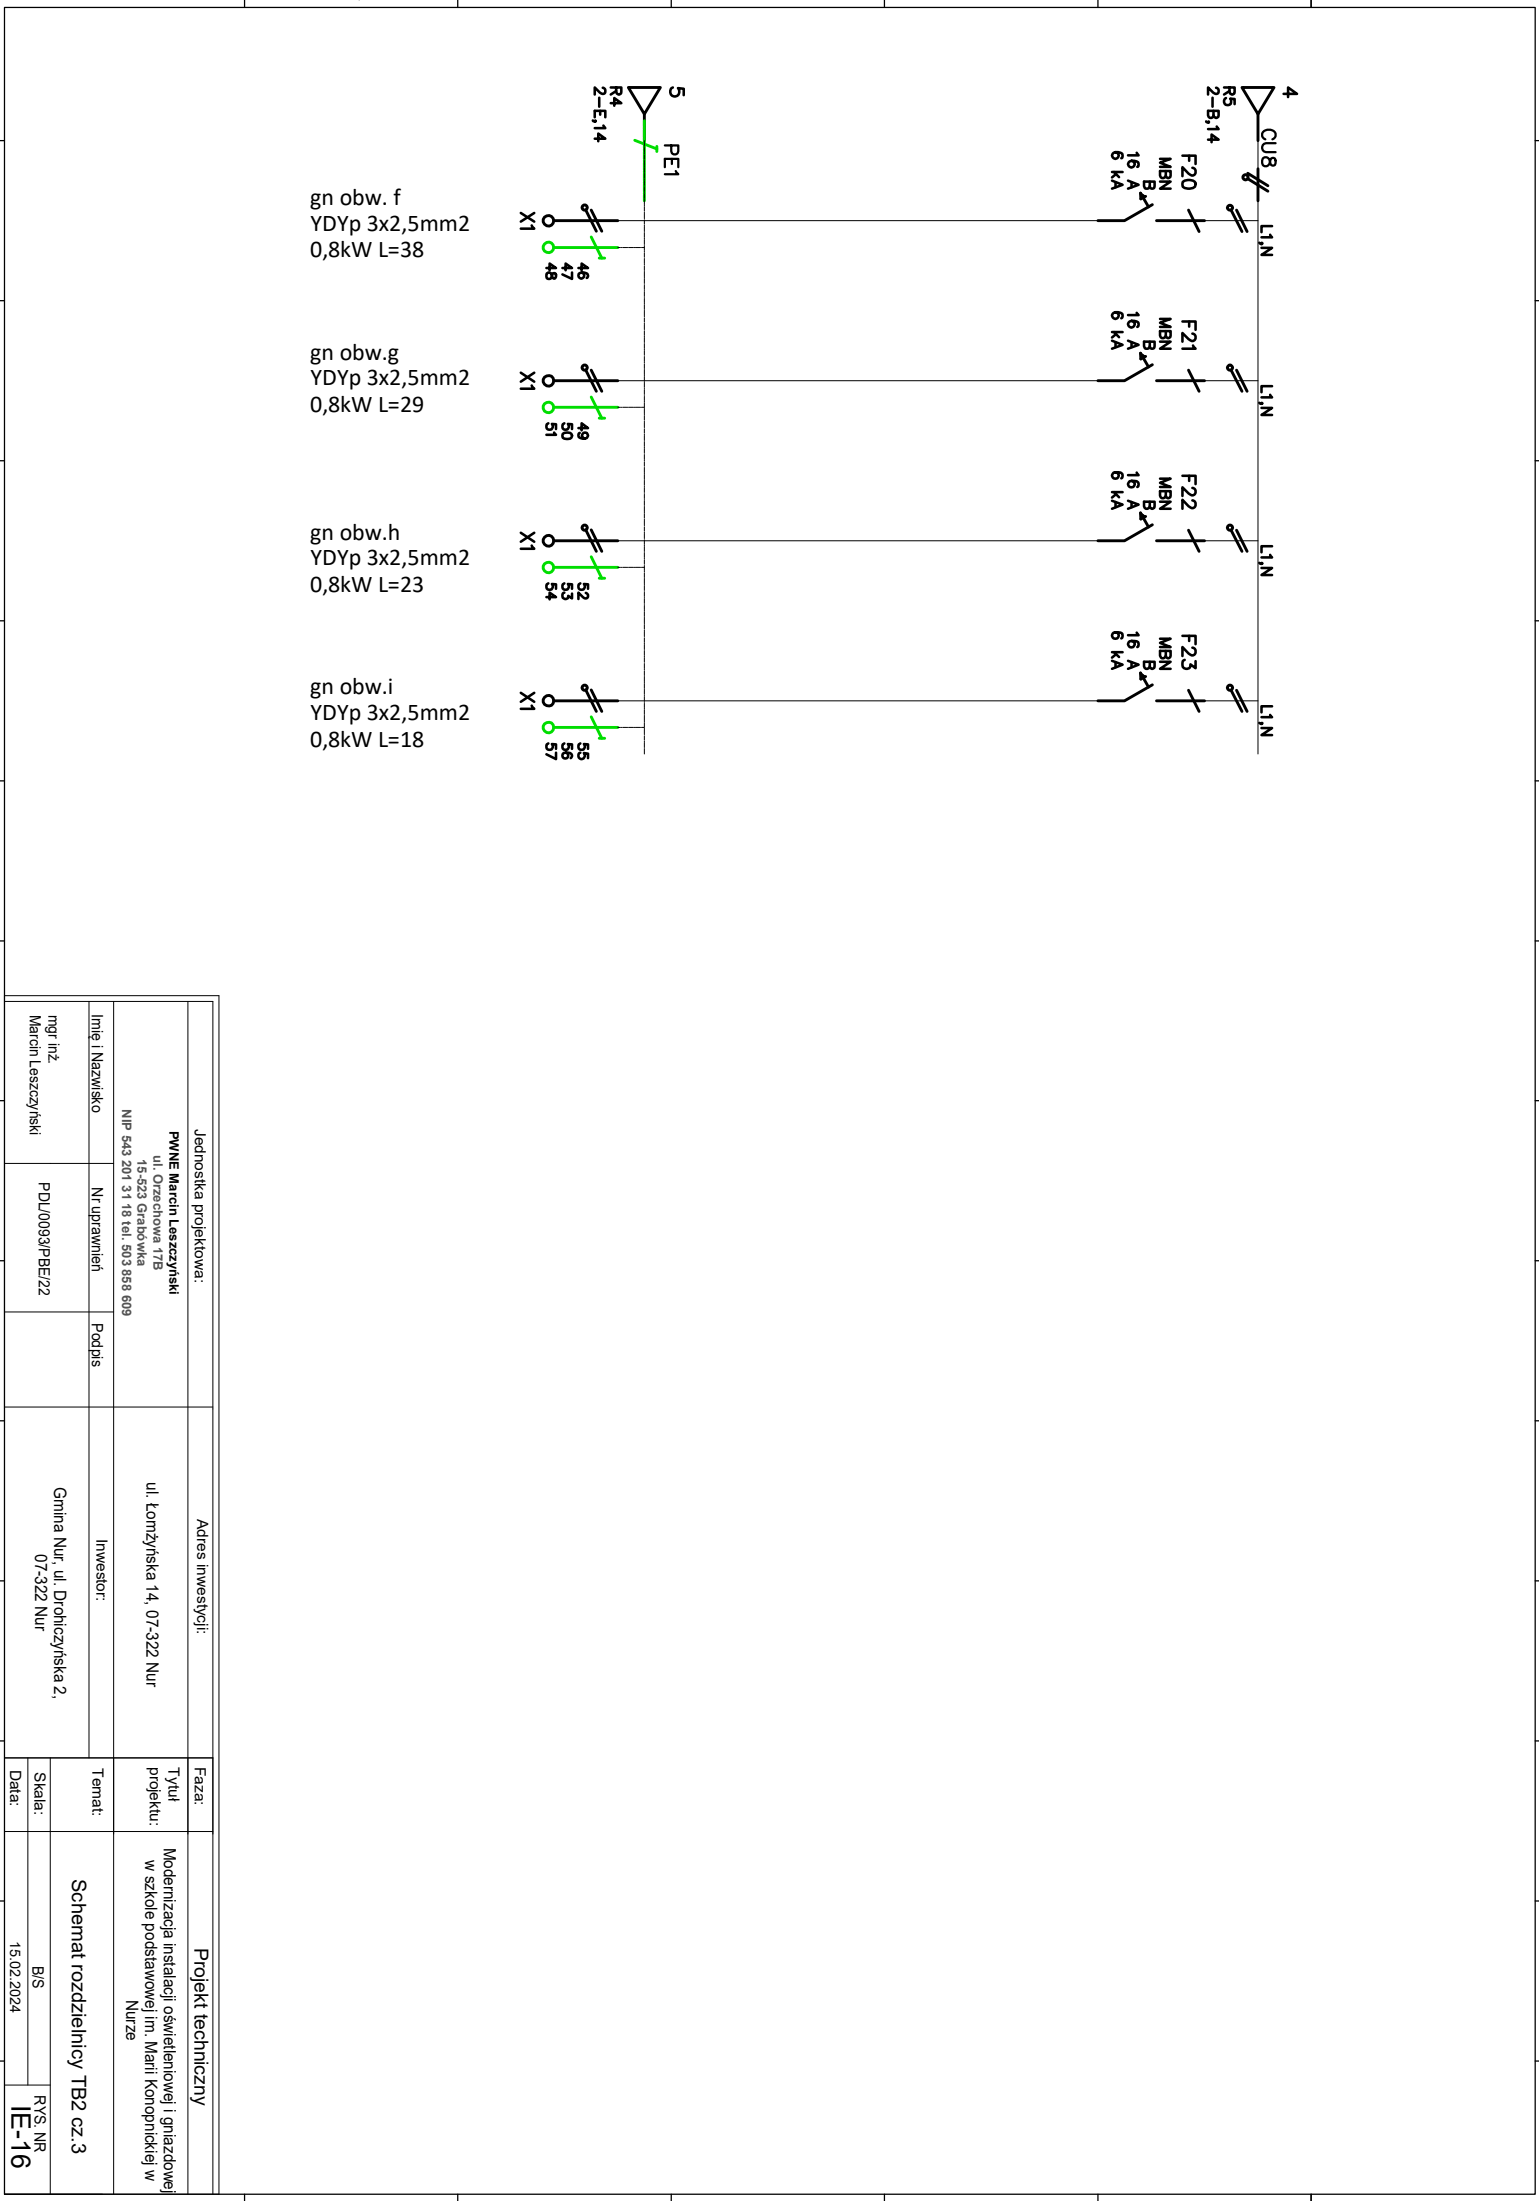 4
R5
2-B,14
CU8
F20
MBN
B
16 A
6 kA
L1,N
F21
MBN
B
16 A
6 kA
L1,N
F22
MBN
B
16 A
6 kA
L1,N
F23
MBN
B
16 A
6 kA
L1,N
5
R4
2-E,14
PE1
X1
46
47
48
X1
49
50
51
X1
52
53
54
X1
55
56
57
gn obw. f
YDYp 3x2,5mm2
0,8kW L=38
gn obw.g
YDYp 3x2,5mm2
0,8kW L=29
gn obw.h
YDYp 3x2,5mm2
0,8kW L=23
gn obw.i
YDYp 3x2,5mm2
0,8kW L=18
Jednostka projektowa:
PWNE Marcin Leszczyński
ul. Orzechowa 17B
15-523 Grabówka
NIP 543 201 31 18 tel. 503 858 609
Imię i Nazwisko
Nr uprawnień
Podpis
mgr inż.
Marcin Leszczyński
PDL/0093/PBE/22
Adres inwestycji:
ul. Łomżyńska 14, 07-322 Nur
Inwestor:
Gmina Nur, ul. Drohiczyńska 2,
07-322 Nur
Faza:
Projekt techniczny
Tytuł
projektu:
Modernizacja instalacji oświetleniowej i gniazdowej
w szkole podstawowej im. Marii Konopnickiej w
Nurze
Temat:
Schemat rozdzielnicy TB2 cz.3
Skala:
B/S
RYS. NR
Data:
15.02.2024
IE-16